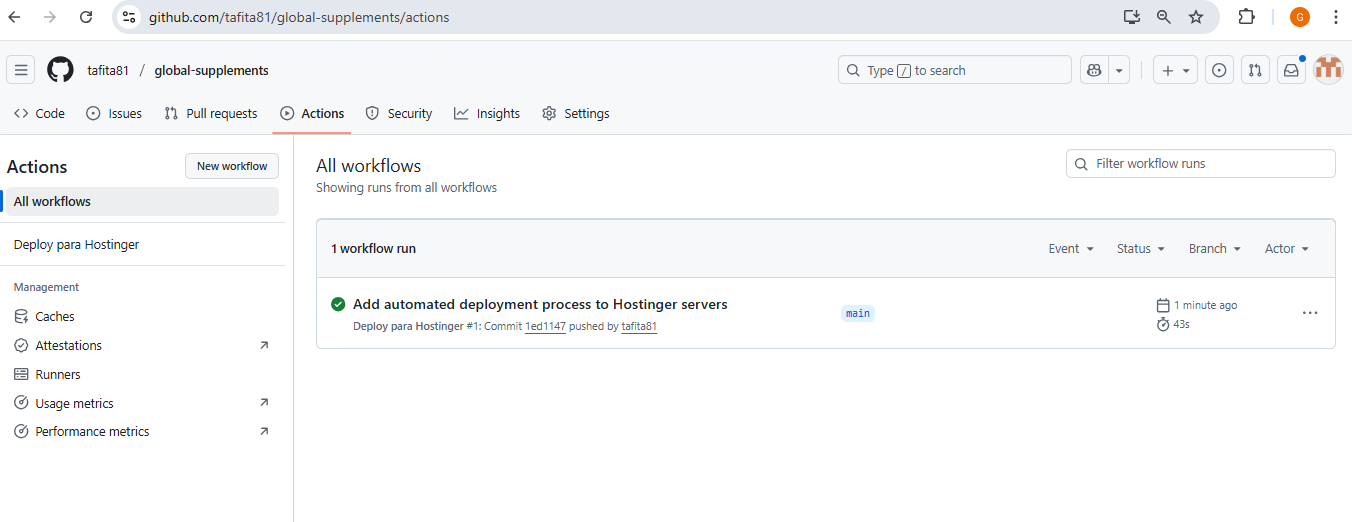 github.com/tafita81/global-supplements/actions
G
tafita81 / global-supplements
Type / to search
Code Issues Pull requests Actions Security Insights Settings
Actions
New workflow
All workflows
Deploy para Hostinger
Management
Caches
Attestations
Runners
Usage metrics
Performance metrics
All workflows
Showing runs from all workflows
Filter workflow runs
1 workflow run
Event Status Branch Actor
Add automated deployment process to Hostinger servers
Deploy para Hostinger #1: Commit 1ed1147 pushed by tafita81
main
1 minute ago
43s